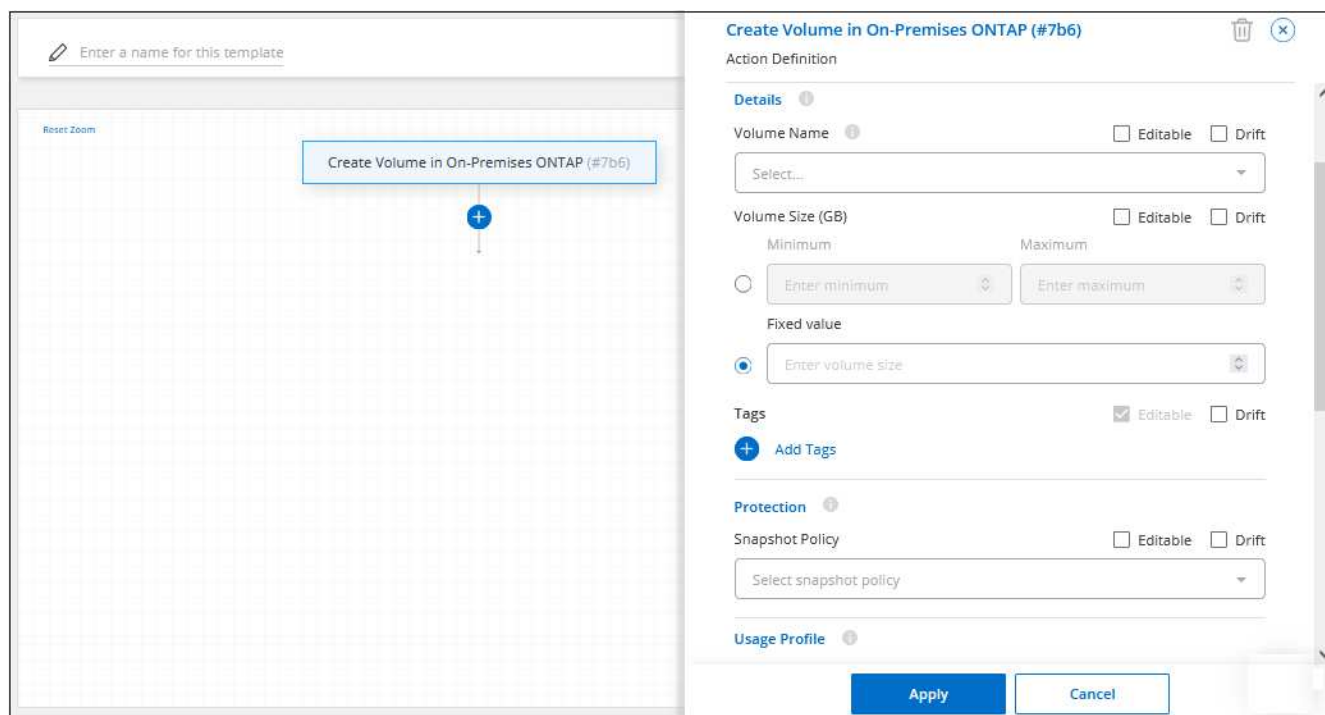 Enter a name for this template
Reset Zoom
Create Volume in On-Premises ONTAP (#7b6)
Create Volume in On-Premises ONTAP (#7b6)
Action Definition
Details
Volume Name Editable Drift
Select...
Volume Size (GB) Editable Drift
Minimum Maximum
Enter minimum Enter maximum
Fixed value
Enter volume size
Tags Editable Drift
Add Tags
Protection
Snapshot Policy Editable Drift
Select snapshot policy
Usage Profile
Apply Cancel